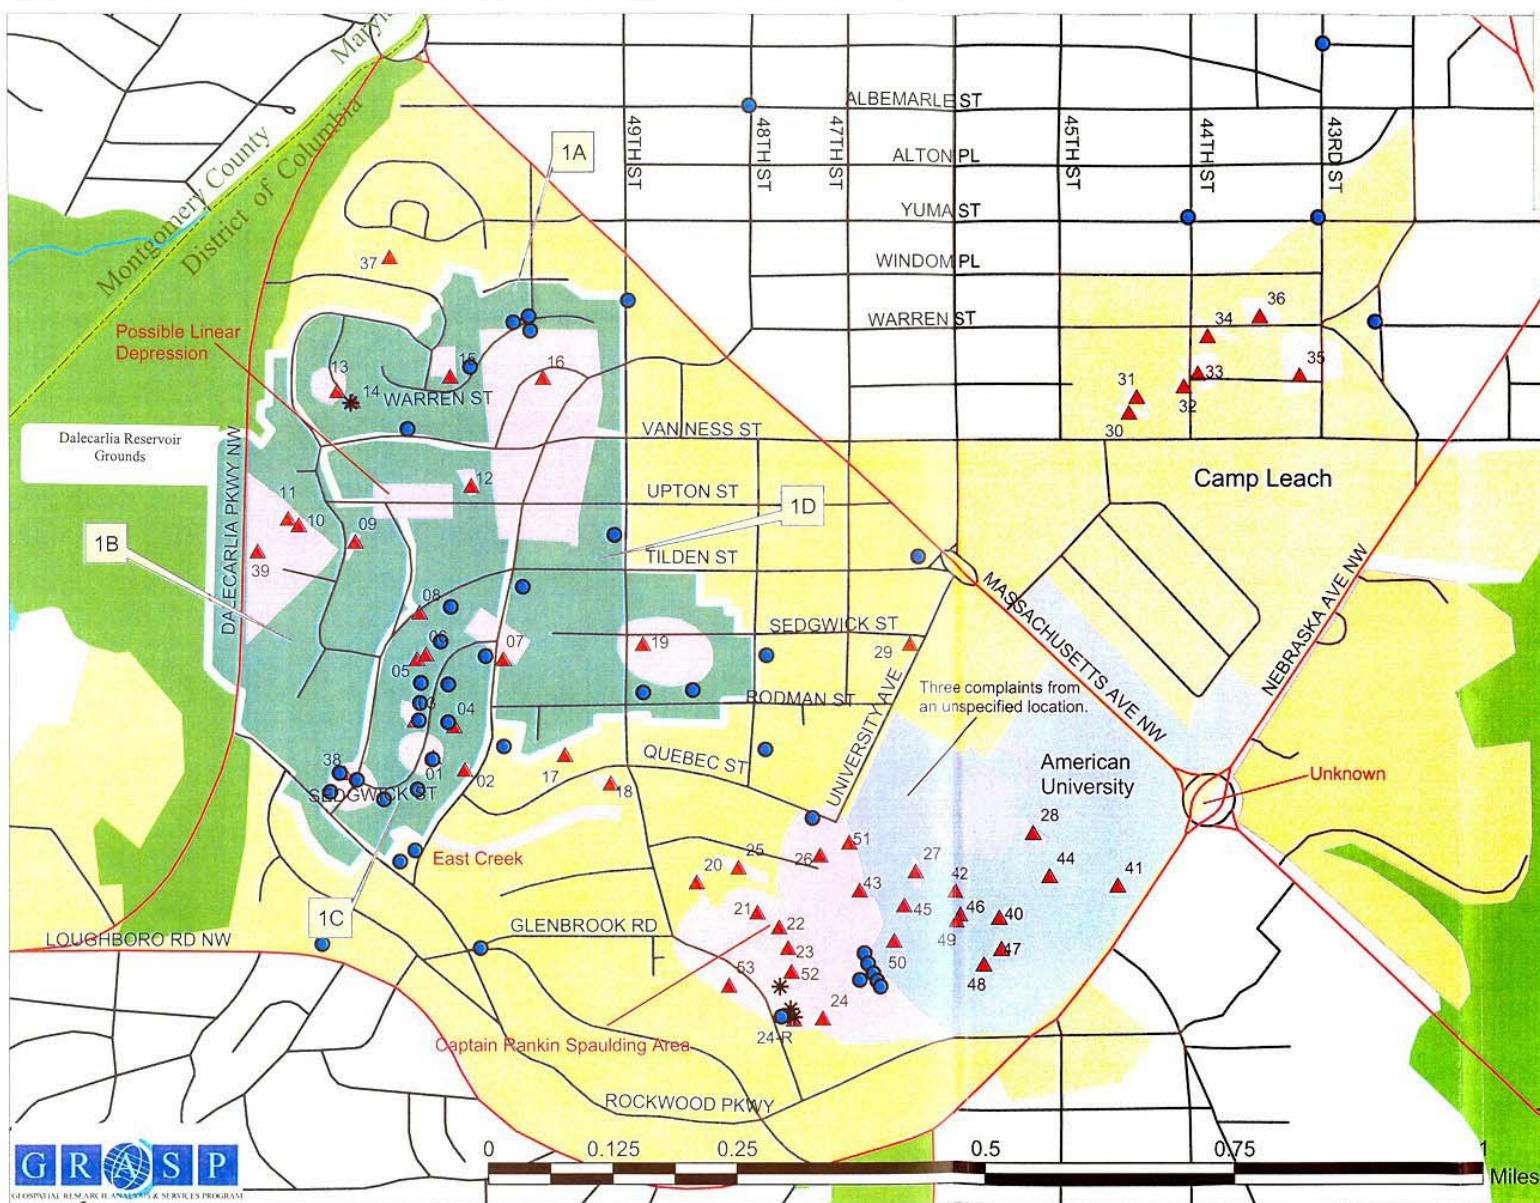 Maryla
Montgomery County
District of Columbia
ALBEMARLE ST
1A
49TH ST
48TH ST
47TH ST
45TH ST
44TH ST
43RD ST
ALTON PL
YUMA ST
37
WINDOM PL
Possible Linear
Depression
WARREN ST
36
34
13
14
15
16
33
35
31
32
30
WARREN ST
VAN NESS ST
Dalecarlia Reservoir
Grounds
DALECARLIA PKWY NW
12
UPTON ST
Camp Leach
11
10
09
1D
1B
39
TILDEN ST
MASSACHUSETTS AVE NW
NEBRASKA AVE NW
08
06
07
05
19
SEDGWICK ST
29
UNIVERSITY AVE
Three complaints from
an unspecified location.
RODMAN ST
04
QUEBEC ST
American
University
Unknown
38
01
02
17
18
SEDGWICK ST
28
51
East Creek
26
25
20
27
42
44
41
43
45
46
40
21
22
49
1C
GLENBROOK RD
LOUGHBORO RD NW
23
50
47
48
53
52
24
24-R
Captain Rankin Spaulding Area
ROCKWOOD PKWY
0 0.125 0.25 0.5 0.75 1
Miles
GRASP
GEOSPATIAL RESEARCH, ANALYSIS & SERVICES PROGRAM